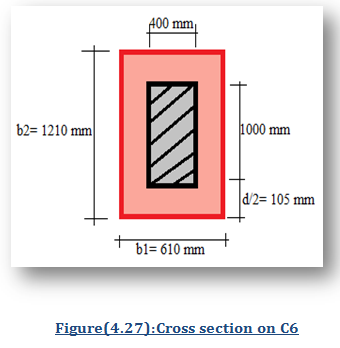 400 mm
b2= 1210 mm
1000 mm
d/2= 105 mm
b1= 610 mm
Figure(4.27):Cross section on C6